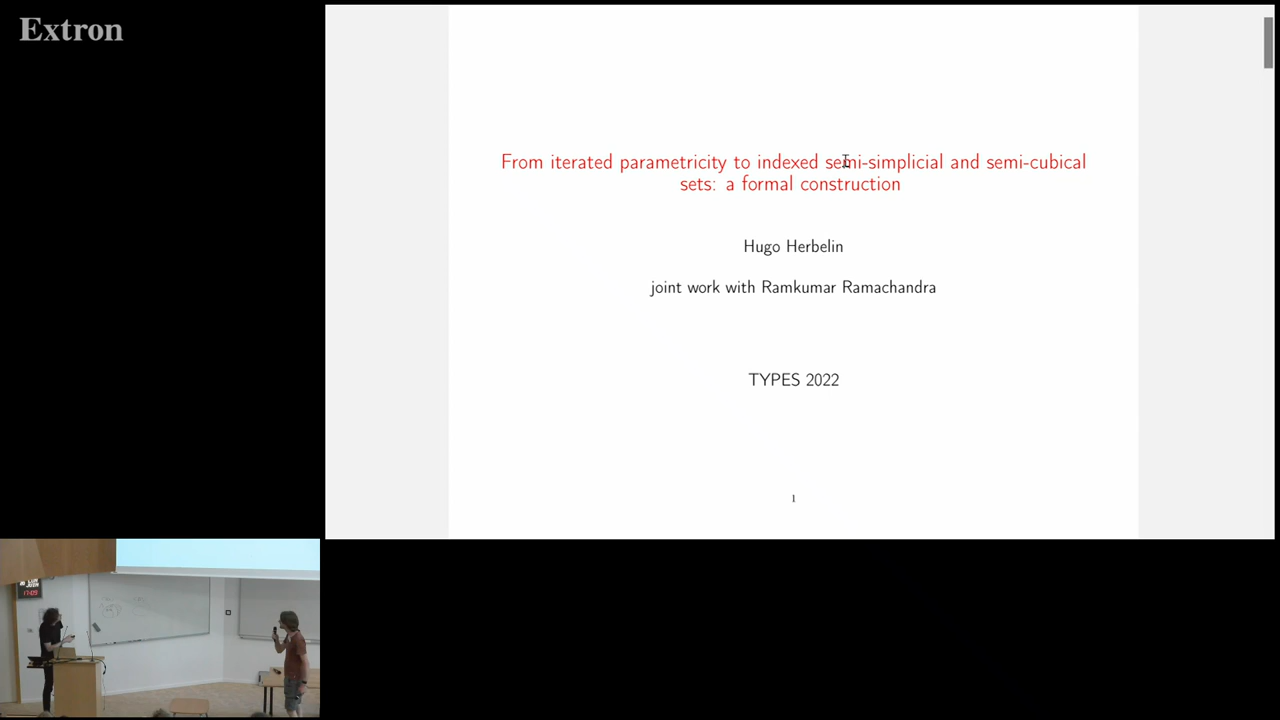 Extron
From iterated parametricity to indexed semi-simplicial and semi-cubical
sets: a formal construction
Hugo Herbelin
joint work with Ramkumar Ramachandra
TYPES 2022
1